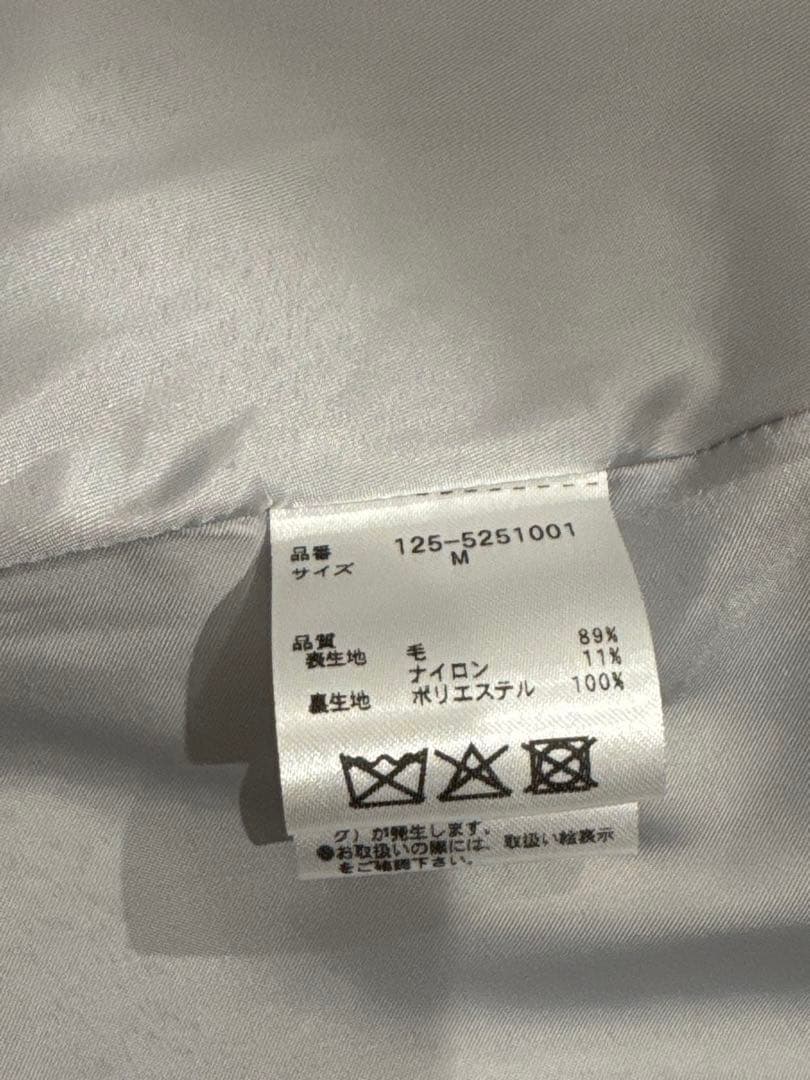 品番 125-5251001
サイズ M
品質
表生地 毛 89%
ナイロン 11%
裏生地 ポリエステル 100%
グ)が発生します。
●お取扱いの際には、取扱い絵表示
をご確認下さい。